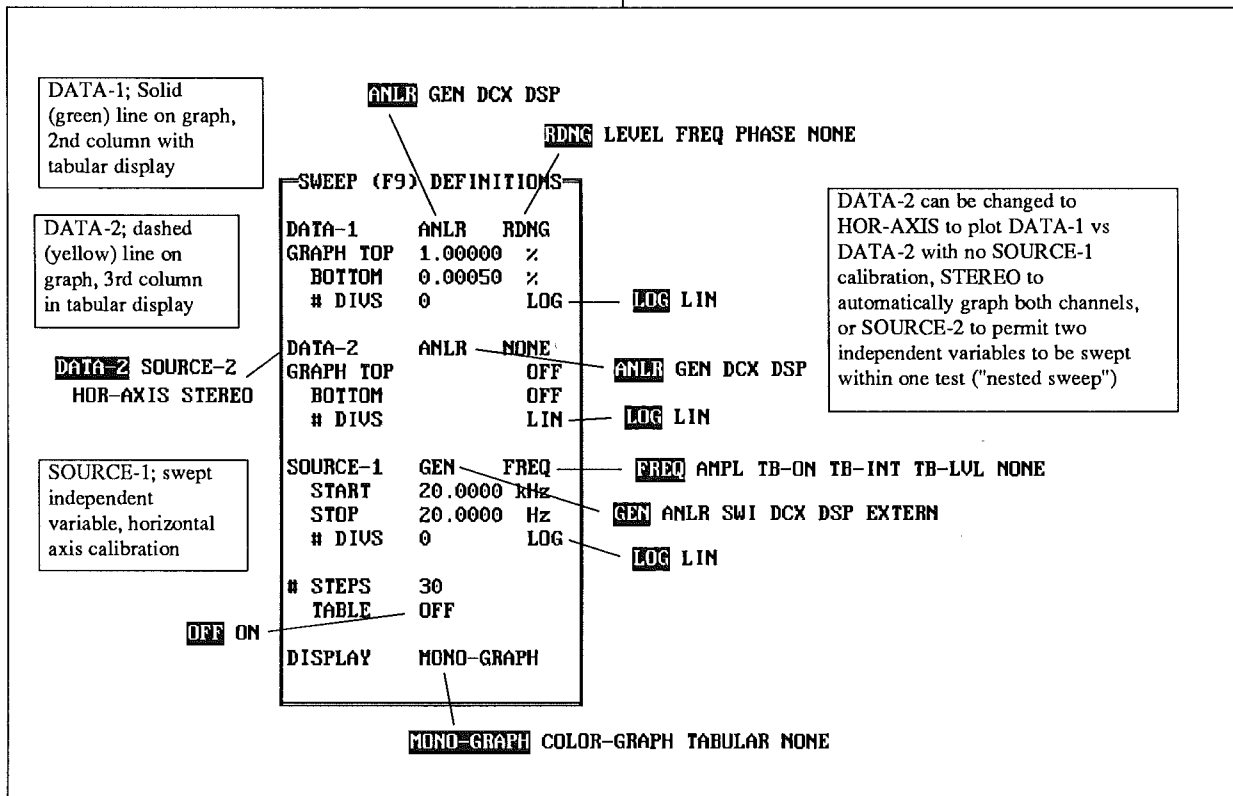 DATA-1; Solid
(green) line on graph,
2nd column with
tabular display
ANLR GEN DCX DSP
RDNG LEVEL FREQ PHASE NONE
SWEEP (F9) DEFINITIONS
DATA-1 ANLR RDNG
GRAPH TOP 1.00000 %
BOTTOM 0.00050 %
# DIVS 0 LOG
LOG LIN
DATA-2; dashed
(yellow) line on
graph, 3rd column
in tabular display
DATA-2 can be changed to
HOR-AXIS to plot DATA-1 vs
DATA-2 with no SOURCE-1
calibration, STEREO to
automatically graph both channels,
or SOURCE-2 to permit two
independent variables to be swept
within one test ("nested sweep")
DATA-2 SOURCE-2
HOR-AXIS STEREO
DATA-2 ANLR NONE
GRAPH TOP OFF
BOTTOM OFF
# DIVS LIN
ANLR GEN DCX DSP
LOG LIN
SOURCE-1; swept
independent
variable, horizontal
axis calibration
SOURCE-1 GEN FREQ
START 20.0000 kHz
STOP 20.0000 Hz
# DIVS 0 LOG
FREQ AMPL TB-ON TB-INT TB-LVL NONE
GEN ANLR SWI DCX DSP EXTERN
LOG LIN
# STEPS 30
TABLE OFF
OFF ON
DISPLAY MONO-GRAPH
MONO-GRAPH COLOR-GRAPH TABULAR NONE